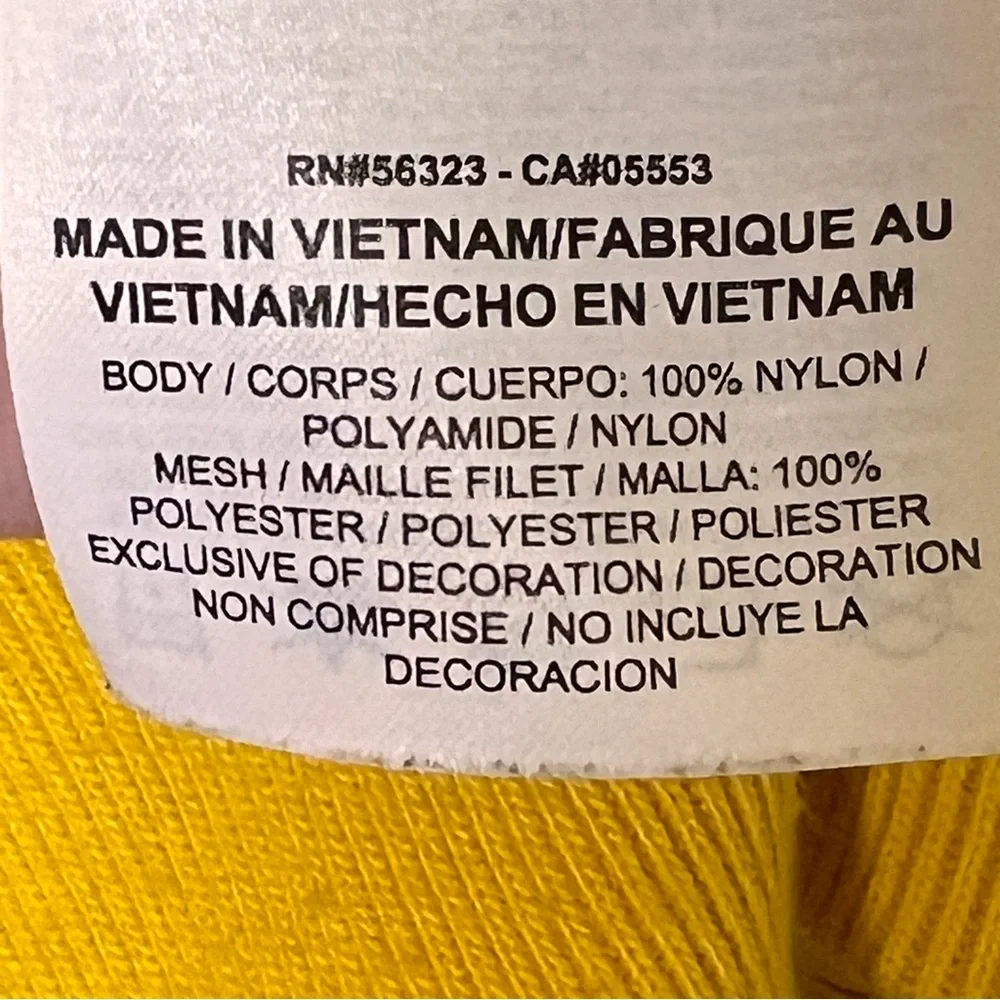 RN#56323 - CA#05553
MADE IN VIETNAM/FABRIQUE AU
VIETNAM/HECHO EN VIETNAM
BODY / CORPS / CUERPO: 100% NYLON /
POLYAMIDE / NYLON
MESH / MAILLE FILET / MALLA: 100%
POLYESTER / POLYESTER / POLIESTER
EXCLUSIVE OF DECORATION / DECORATION
NON COMPRISE / NO INCLUYE LA
DECORACION